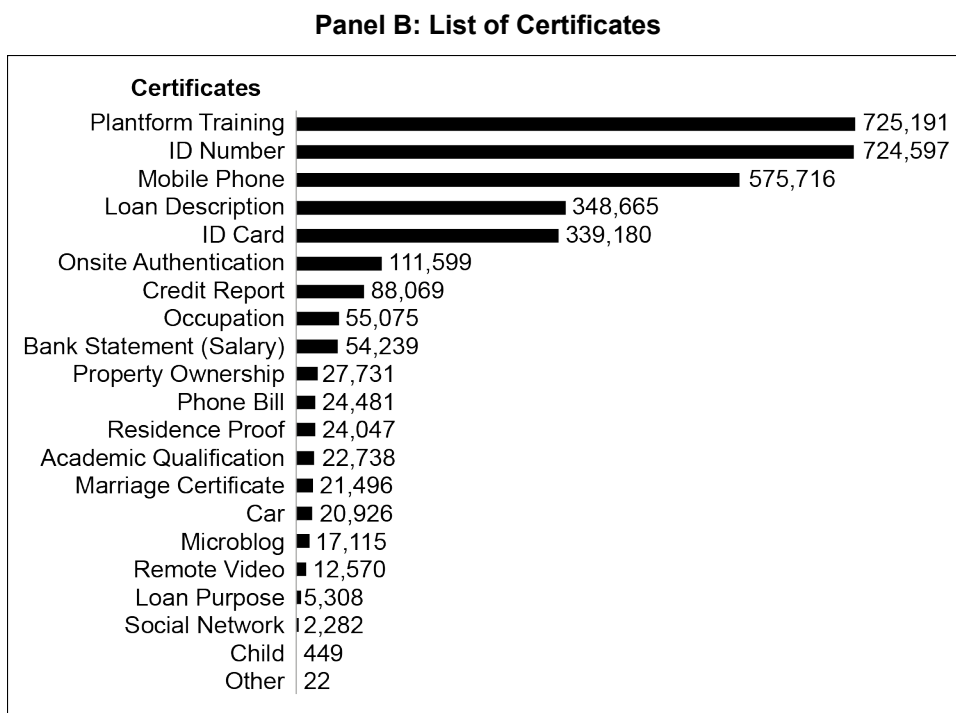 Panel B: List of Certificates
Certificates
Plantform Training 725,191
ID Number 724,597
Mobile Phone 575,716
Loan Description 348,665
ID Card 339,180
Onsite Authentication 111,599
Credit Report 88,069
Occupation 55,075
Bank Statement (Salary) 54,239
Property Ownership 27,731
Phone Bill 24,481
Residence Proof 24,047
Academic Qualification 22,738
Marriage Certificate 21,496
Car 20,926
Microblog 17,115
Remote Video 12,570
Loan Purpose 5,308
Social Network 2,282
Child 449
Other 22